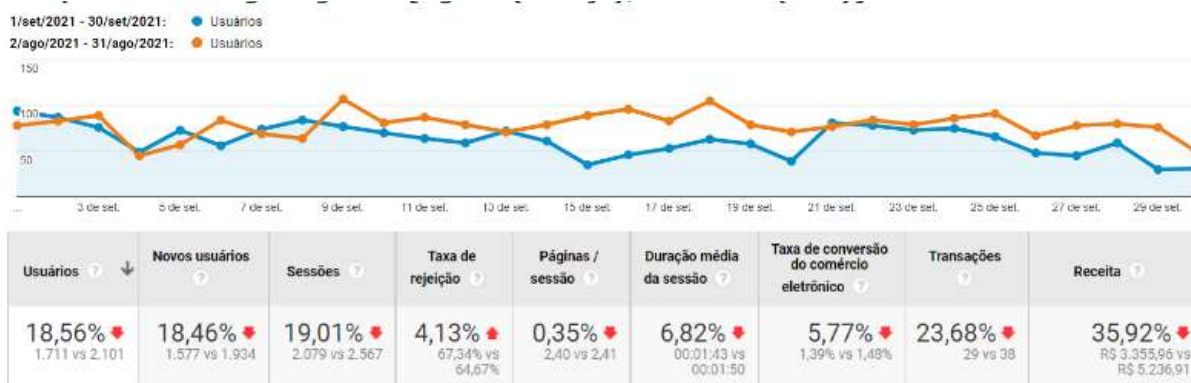 1/set/2021 - 30/set/2021: Usuários
2/ago/2021 - 31/ago/2021: Usuários
150
100
50
... 3 de set. 5 de set. 7 de set. 9 de set. 11 de set. 13 de set. 15 de set. 17 de set. 19 de set. 21 de set. 23 de set. 25 de set. 27 de set. 29 de set.
Usuários ?
Novos usuários
?
Sessões ?
Taxa de
rejeição ?
Páginas /
sessão ?
Duração média
da sessão ?
Taxa de conversão
do comércio
eletrônico ?
Transações
?
Receita ?
18,56%
1.711 vs 2.101
18,46%
1.577 vs 1.934
19,01%
2.079 vs 2.567
4,13%
67,34% vs
64,67%
0,35%
2,40 vs 2,41
6,82%
00:01:43 vs
00:01:50
5,77%
1,39% vs 1,48%
23,68%
29 vs 38
35,92%
R$ 3.355,96 vs
R$ 5.236,91